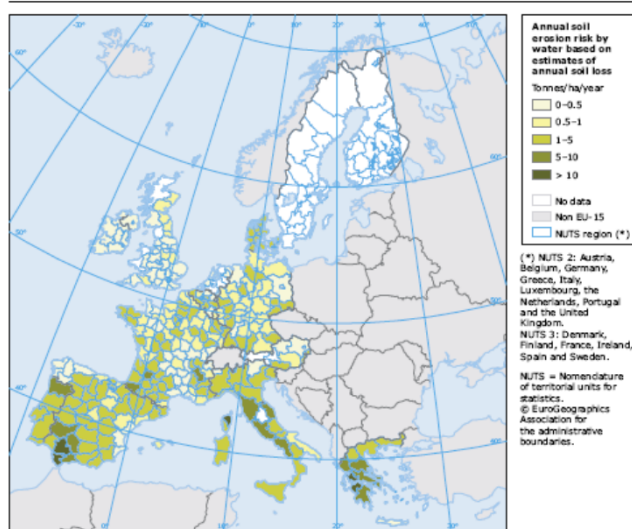 Annual soil
erosion risk by
water based on
estimates of
annual soil loss
Tonnes/ha/year
0–0.5
0.5–1
1–5
5–10
> 10
No data
Non EU-15
NUTS region (*)
(*) NUTS 2: Austria,
Belgium, Germany,
Greece, Italy,
Luxembourg, the
Netherlands, Portugal
and the United
Kingdom.
NUTS 3: Denmark,
Finland, France, Ireland,
Spain and Sweden.
NUTS = Nomenclature
of territorial units for
statistics.
© EuroGeographics
Association for
the administrative
boundaries.